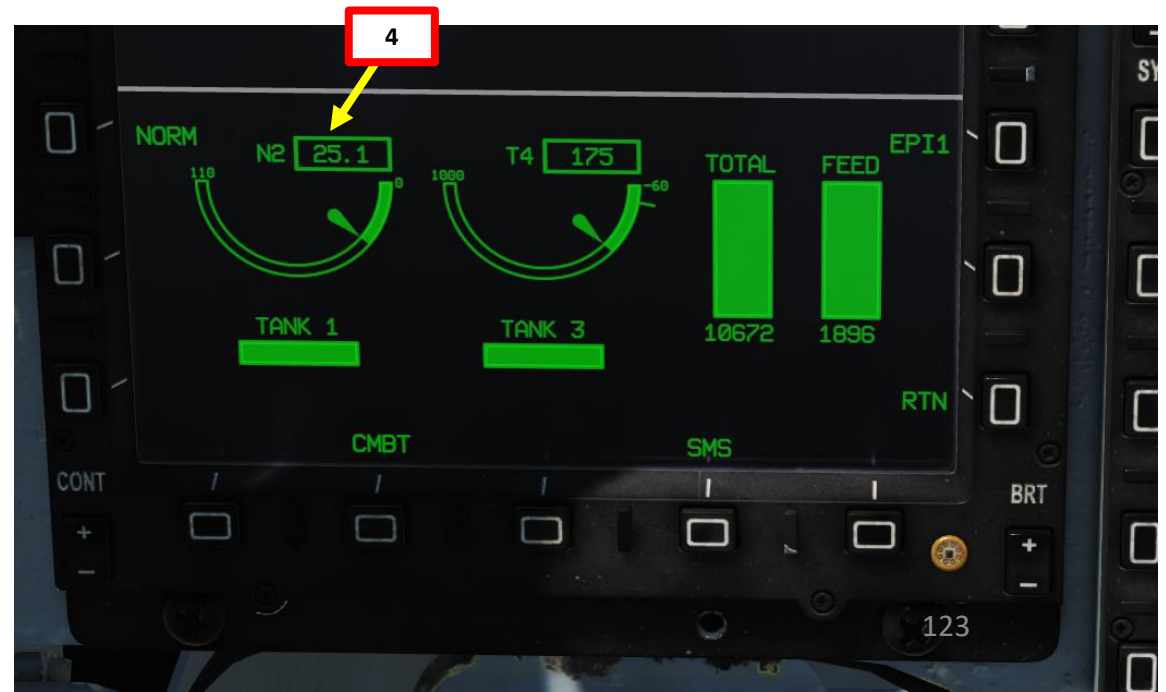 4
SY
NORM
N2 25.1
T4 175
TOTAL
FEED
EPI1
110
0
1000
-60
TANK 1
TANK 3
10672
1896
RTN
CMBT
SMS
CONT
BRT
+
-
+
-
123